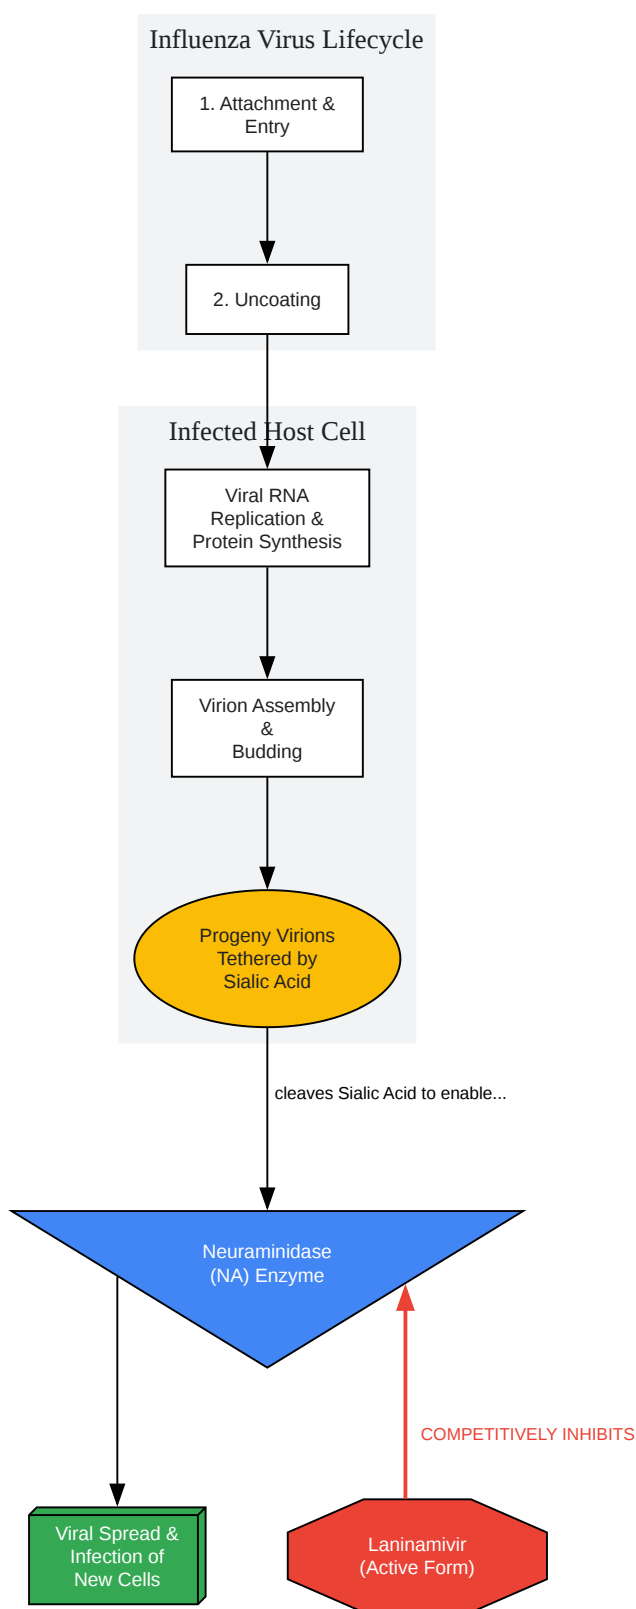 Influenza Virus Lifecycle
1. Attachment &
Entry
2. Uncoating
Infected Host Cell
Viral RNA
Replication &
Protein Synthesis
Virion Assembly
&
Budding
Progeny Virions
Tethered by
Sialic Acid
cleaves Sialic Acid to enable...
Neuraminidase
(NA) Enzyme
COMPETITIVELY INHIBITS
Viral Spread &
Infection of
New Cells
Laninamivir
(Active Form)